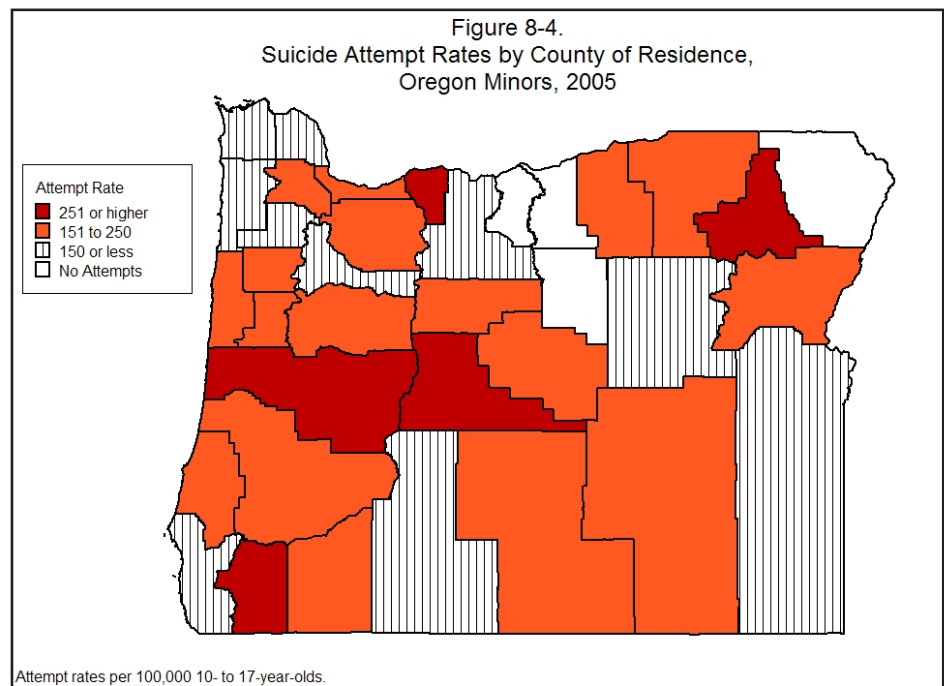 Figure 8-4.
Suicide Attempt Rates by County of Residence,
Oregon Minors, 2005
Attempt Rate
251 or higher
151 to 250
150 or less
No Attempts
Attempt rates per 100,000 10- to 17-year-olds.